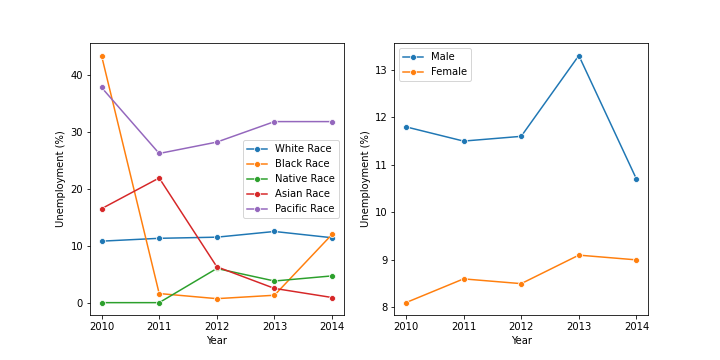 Unemployment (%)
40
30
20
10
0
White Race
Black Race
Native Race
Asian Race
Pacific Race
2010 2011 2012 2013 2014
Year
Unemployment (%)
13
12
11
10
9
8
Male
Female
2010 2011 2012 2013 2014
Year